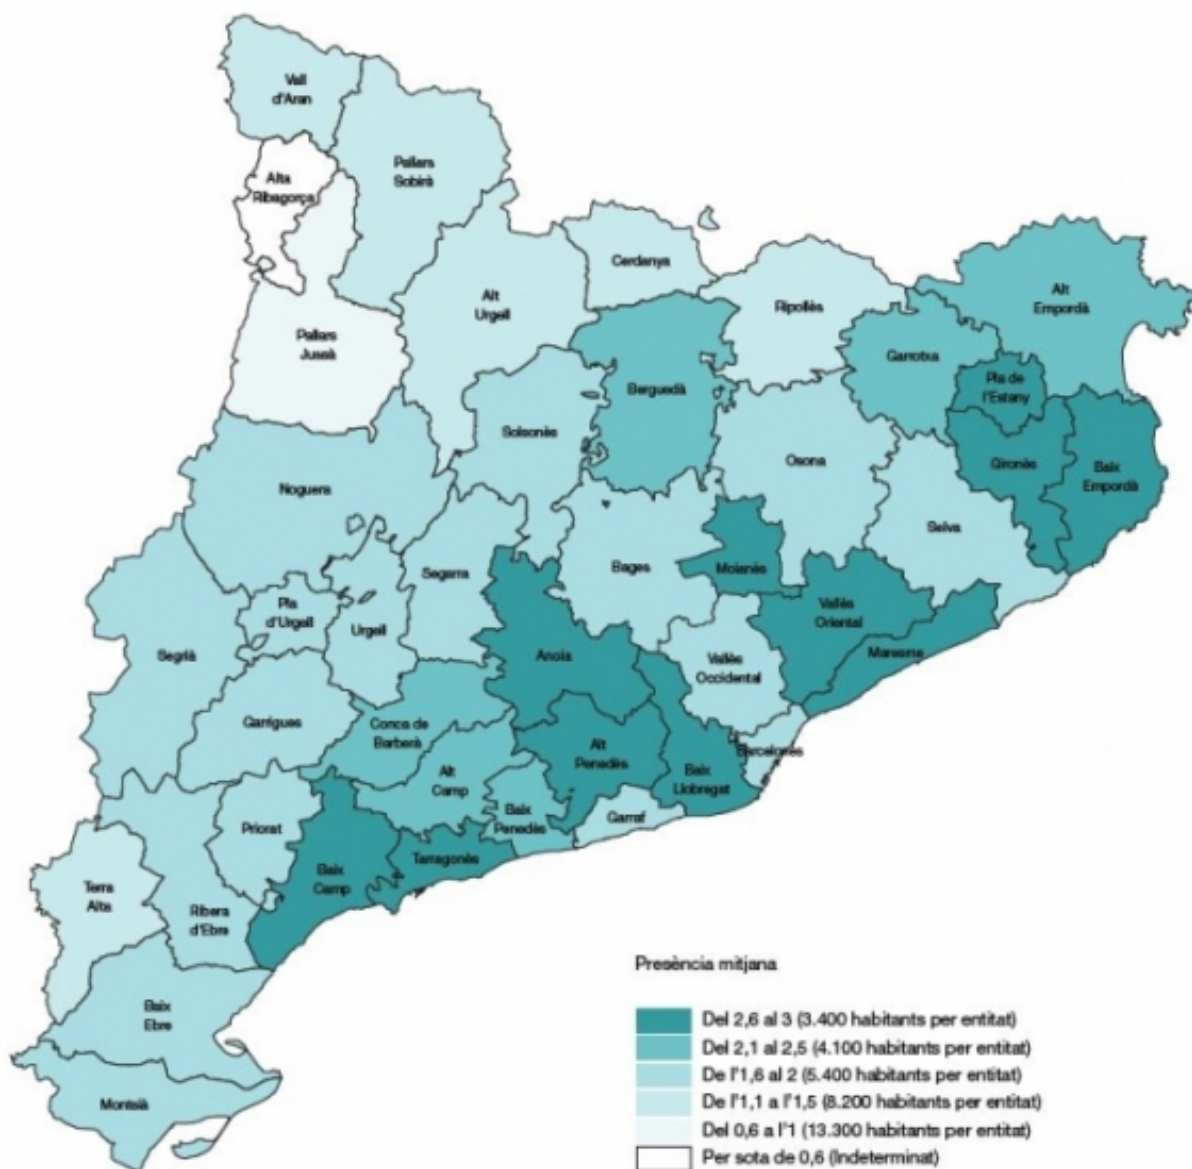 Vall
d'Aran
Alta
Ribagorça
Pallars
Sobirà
Cerdanya
Ripollès
Alt
Empordà
Alt
Urgell
Pallars
Jussà
Garrotxa
Pla de
l'Estany
Berguedà
Solsonès
Osona
Gironès
Baix
Empordà
Noguera
Selva
Bages
Moianès
Segarra
Pla
d'Urgell
Urgell
Vallès
Oriental
Maresme
Segrià
Anoia
Vallès
Occidental
Garrigues
Conca de
Barberà
Alt
Penedès
Barcelonès
Alt
Camp
Baix
Llobregat
Baix
Penedès
Garraf
Priorat
Tarragonès
Baix
Camp
Terra
Alta
Ribera
d'Ebre
Baix
Ebre
Montsià
Presència mitjana
Del 2,6 al 3 (3.400 habitants per entitat)
Del 2,1 al 2,5 (4.100 habitants per entitat)
De l'1,6 al 2 (5.400 habitants per entitat)
De l'1,1 a l'1,5 (8.200 habitants per entitat)
Del 0,6 a l'1 (13.300 habitants per entitat)
Per sota de 0,6 (Indeterminat)